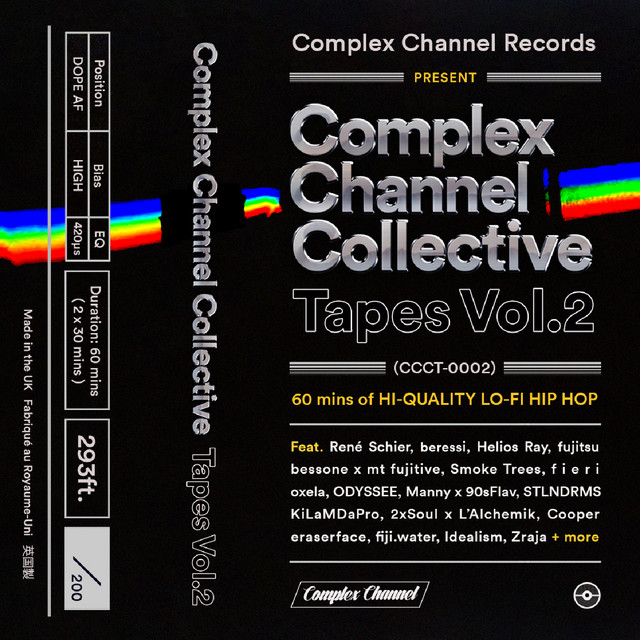 Made in the UK Fabriqué au Royaume-Uni 英国製
Position
DOPE AF
Bias
HIGH
EQ
420µs
Duration: 60 mins
( 2 x 30 mins )
293ft.
/200
Complex Channel Collective Tapes Vol.2
Complex Channel Records
PRESENT
Complex
Channel
Collective
Tapes Vol.2
(CCCT-0002)
60 mins of HI-QUALITY LO-FI HIP HOP
Feat. René Schier, beressi, Helios Ray, fujitsu
bessone x mt fujitive, Smoke Trees, f i e r i
oxela, ODYSSEE, Manny x 90sFlav, STLNDRMS
KiLaMDaPro, 2xSoul x L'Alchemik, Cooper
eraserface, fiji.water, Idealism, Zraja + more
Complex Channel